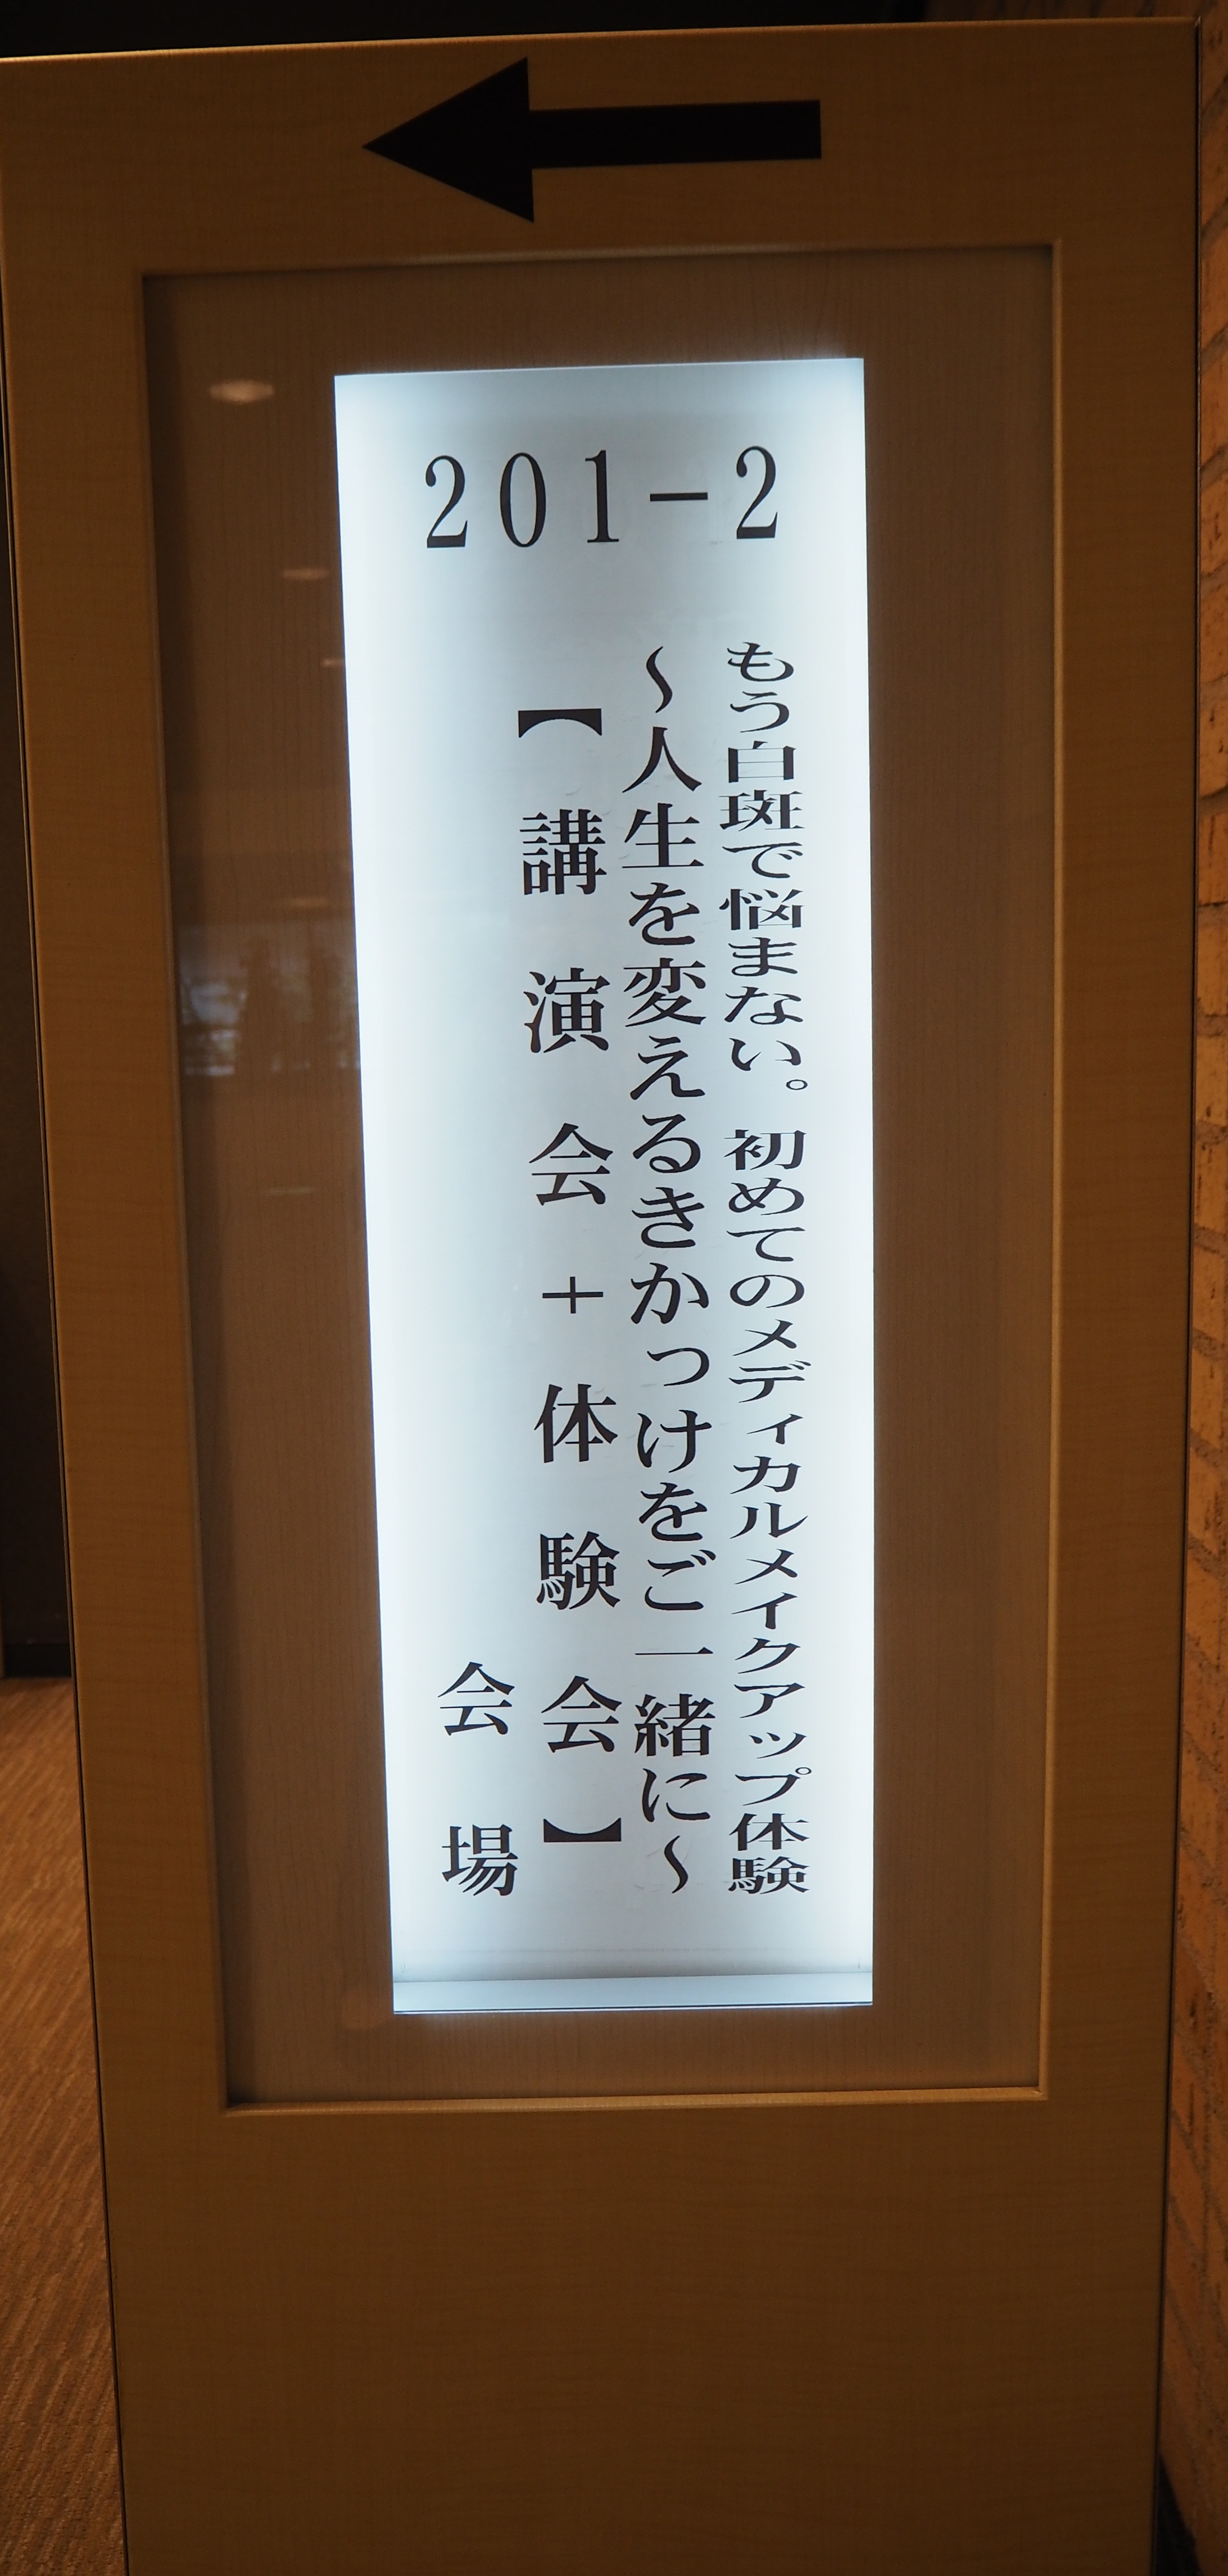 201-2
もう白斑で悩まない。初めてのメディカルメイクアップ体験
～人生を変えるきかっけをご一緒に～
【講演会+体験会】
会場